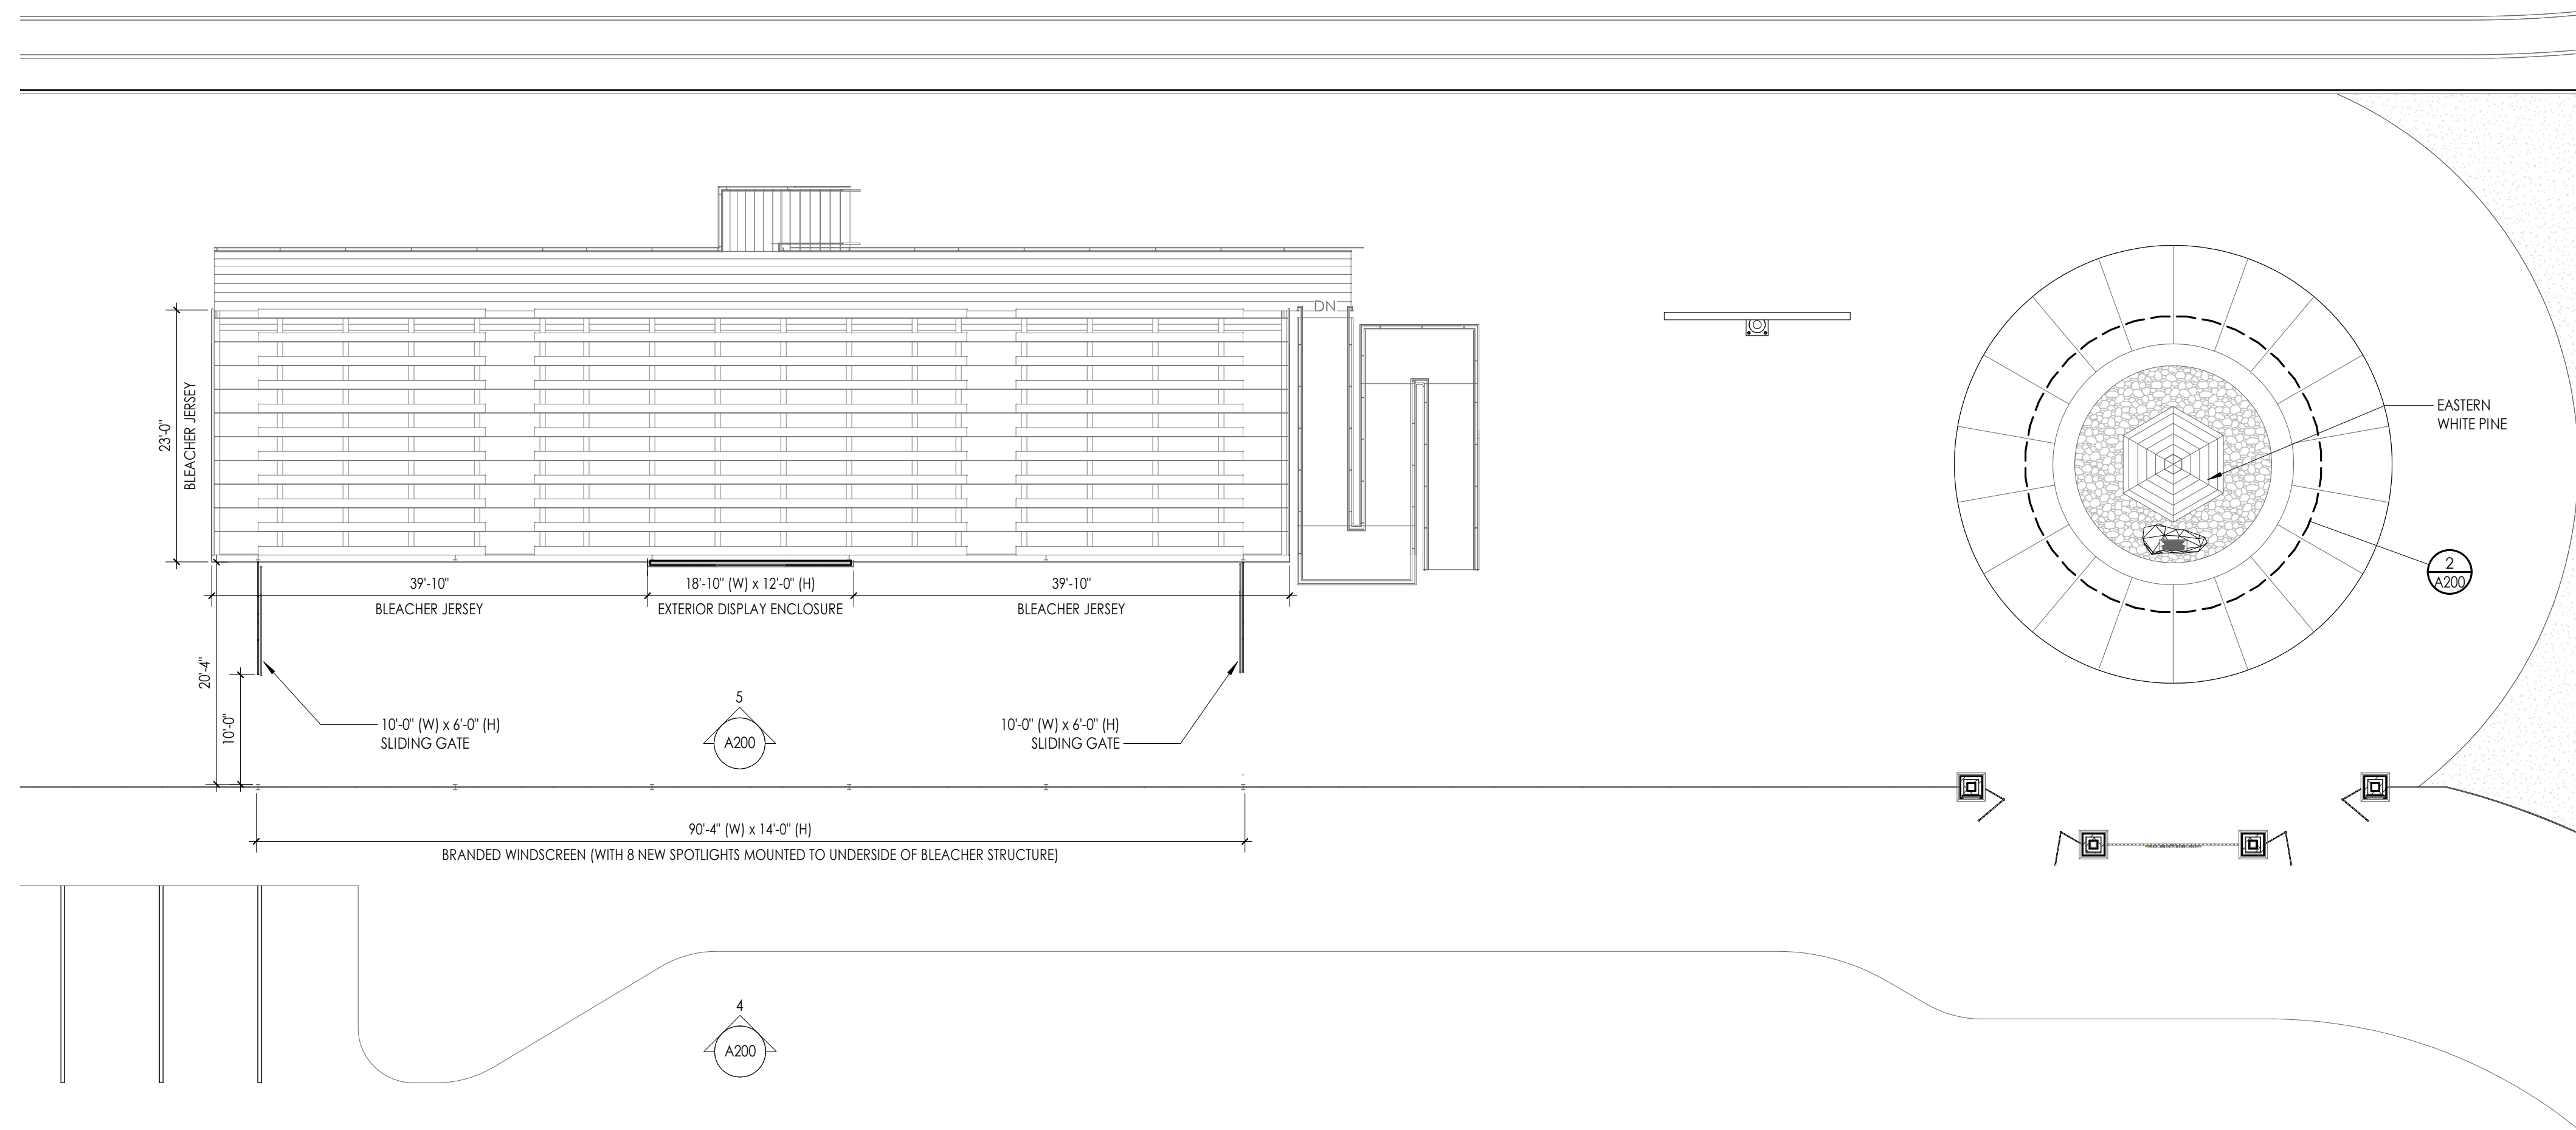 DN
23'-0"
BLEACHER JERSEY
EASTERN
WHITE PINE
2
A200
39'-10"
BLEACHER JERSEY
18'-10" (W) x 12'-0" (H)
EXTERIOR DISPLAY ENCLOSURE
39'-10"
BLEACHER JERSEY
20'-4"
10'-0"
10'-0" (W) x 6'-0" (H)
SLIDING GATE
5
A200
10'-0" (W) x 6'-0" (H)
SLIDING GATE
90'-4" (W) x 14'-0" (H)
BRANDED WINDSCREEN (WITH 8 NEW SPOTLIGHTS MOUNTED TO UNDERSIDE OF BLEACHER STRUCTURE)
4
A200